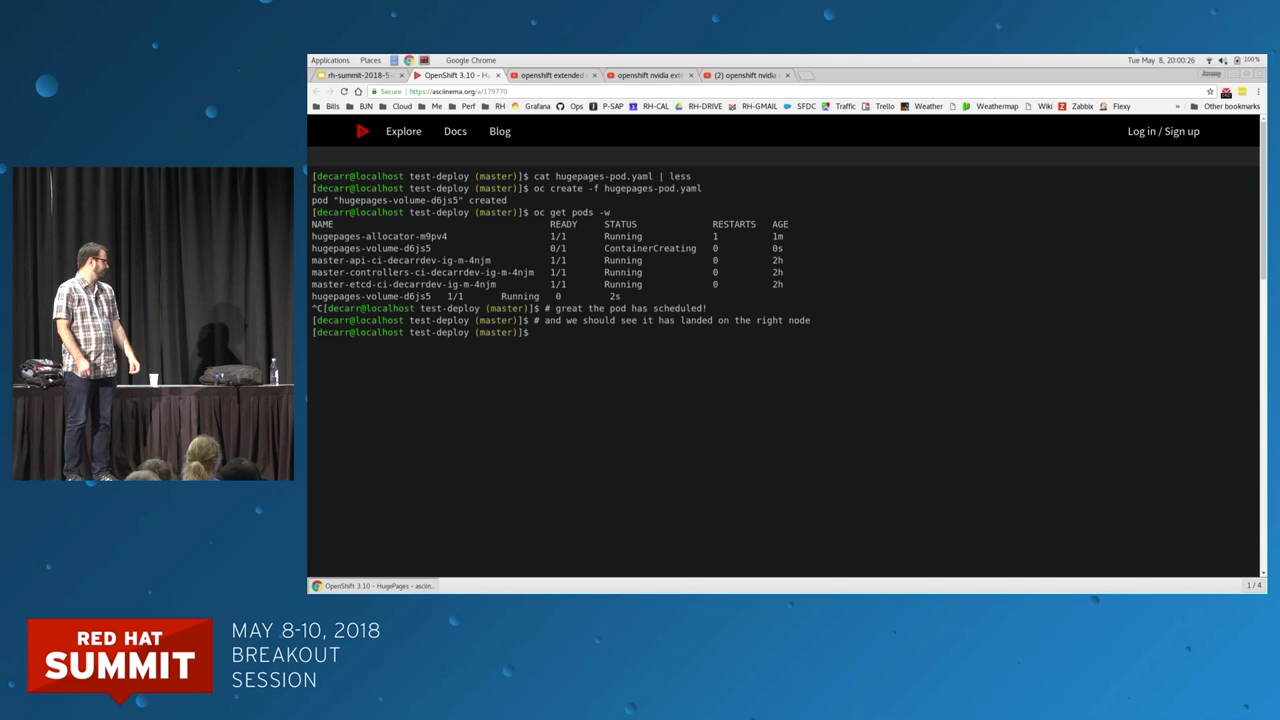 Applications Places Google Chrome Tue May 8, 20:00:26 100%
rh-summit-2018-5- OpenShift 3.10 - Hu openshift extended openshift nvidia exte (2) openshift nvidia
Secure https://asciinema.org/a/179770
Bills BJN Cloud Me Perf RH Grafana Ops P-SAP RH-CAL RH-DRIVE RH-GMAIL SFDC Traffic Trello Weather Weathermap Wiki Zabbix Flexy » Other bookmarks
Explore Docs Blog Log in / Sign up
[decarr@localhost test-deploy (master)]$ cat hugepages-pod.yaml | less
[decarr@localhost test-deploy (master)]$ oc create -f hugepages-pod.yaml
pod "hugepages-volume-d6js5" created
[decarr@localhost test-deploy (master)]$ oc get pods -w
NAME READY STATUS RESTARTS AGE
hugepages-allocator-m9pv4 1/1 Running 1 1m
hugepages-volume-d6js5 0/1 ContainerCreating 0 0s
master-api-ci-decarrdev-ig-m-4njm 1/1 Running 0 2h
master-controllers-ci-decarrdev-ig-m-4njm 1/1 Running 0 2h
master-etcd-ci-decarrdev-ig-m-4njm 1/1 Running 0 2h
hugepages-volume-d6js5 1/1 Running 0 2s
^C[decarr@localhost test-deploy (master)]$ # great the pod has scheduled!
[decarr@localhost test-deploy (master)]$ # and we should see it has landed on the right node
[decarr@localhost test-deploy (master)]$
OpenShift 3.10 - HugePages - asciin... 1 / 4
RED HAT
SUMMIT
MAY 8-10, 2018
BREAKOUT
SESSION